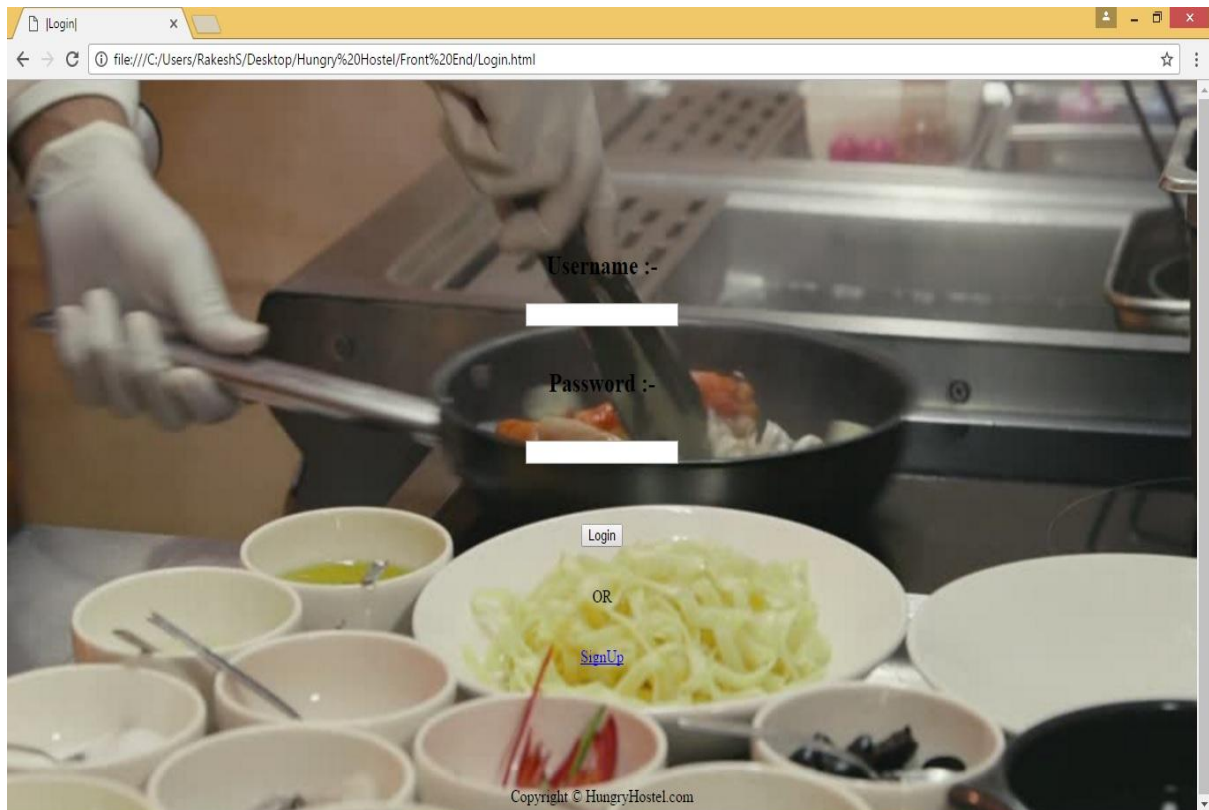 |Login|
file:///C:/Users/RakeshS/Desktop/Hungry%20Hostel/Front%20End/Login.html
Username :-
Password :-
Login
OR
SignUp
Copyright © HungryHostel.com